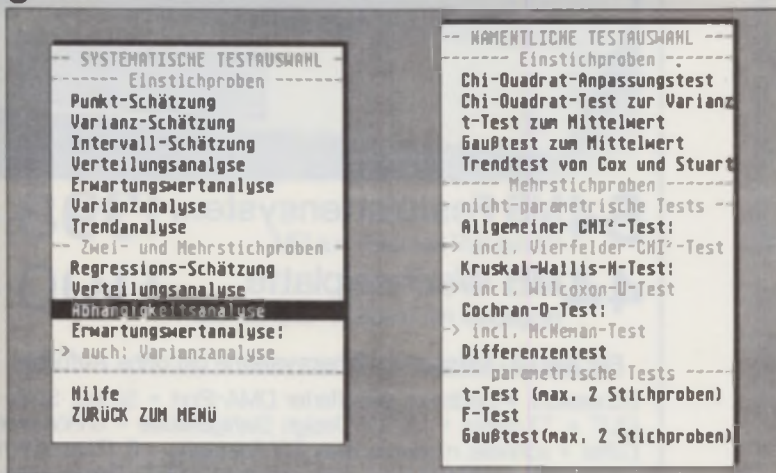 -- SYSTEMATISCHE TESTAUSWAHL -
------ Einstichproben ------
Punkt-Schätzung
Varianz-Schätzung
Intervall-Schätzung
Verteilungsanalgse
Erwartungswertanalyse
Varianzanalyse
Trendanalyse
-- Zwei- und Mehrstichproben -
Regressions-Schätzung
Verteilungsanalyse
Abhängigkeitsanalyse
Erwartungswertanalyse:
-> auch: Varianzanalyse
Hilfe
ZURÜCK ZUM MENÜ
-- NAMENTLICHE TESTAUSWAHL --
------- Einstichproben -------
Chi-Quadrat-Anpassungstest
Chi-Quadrat-Test zur Varianz
t-Test zum Mittelwert
Gaußtest zum Mittelwert
Trendtest von Cox und Stuart
------ Mehrstichproben ------
nicht-parametrische Tests ---
Allgemeiner CHI²-Test:
-> incl. Vierfelder-CHI²-Test
Kruskal-Wallis-H-Test:
-> incl. Wilcoxon-U-Test
Cochran-Q-Test:
-> incl. McNeman-Test
Differenzentest
---- parametrische Tests ----
t-Test (max. 2 Stichproben)
F-Test
Gaußtest(max. 2 Stichproben)